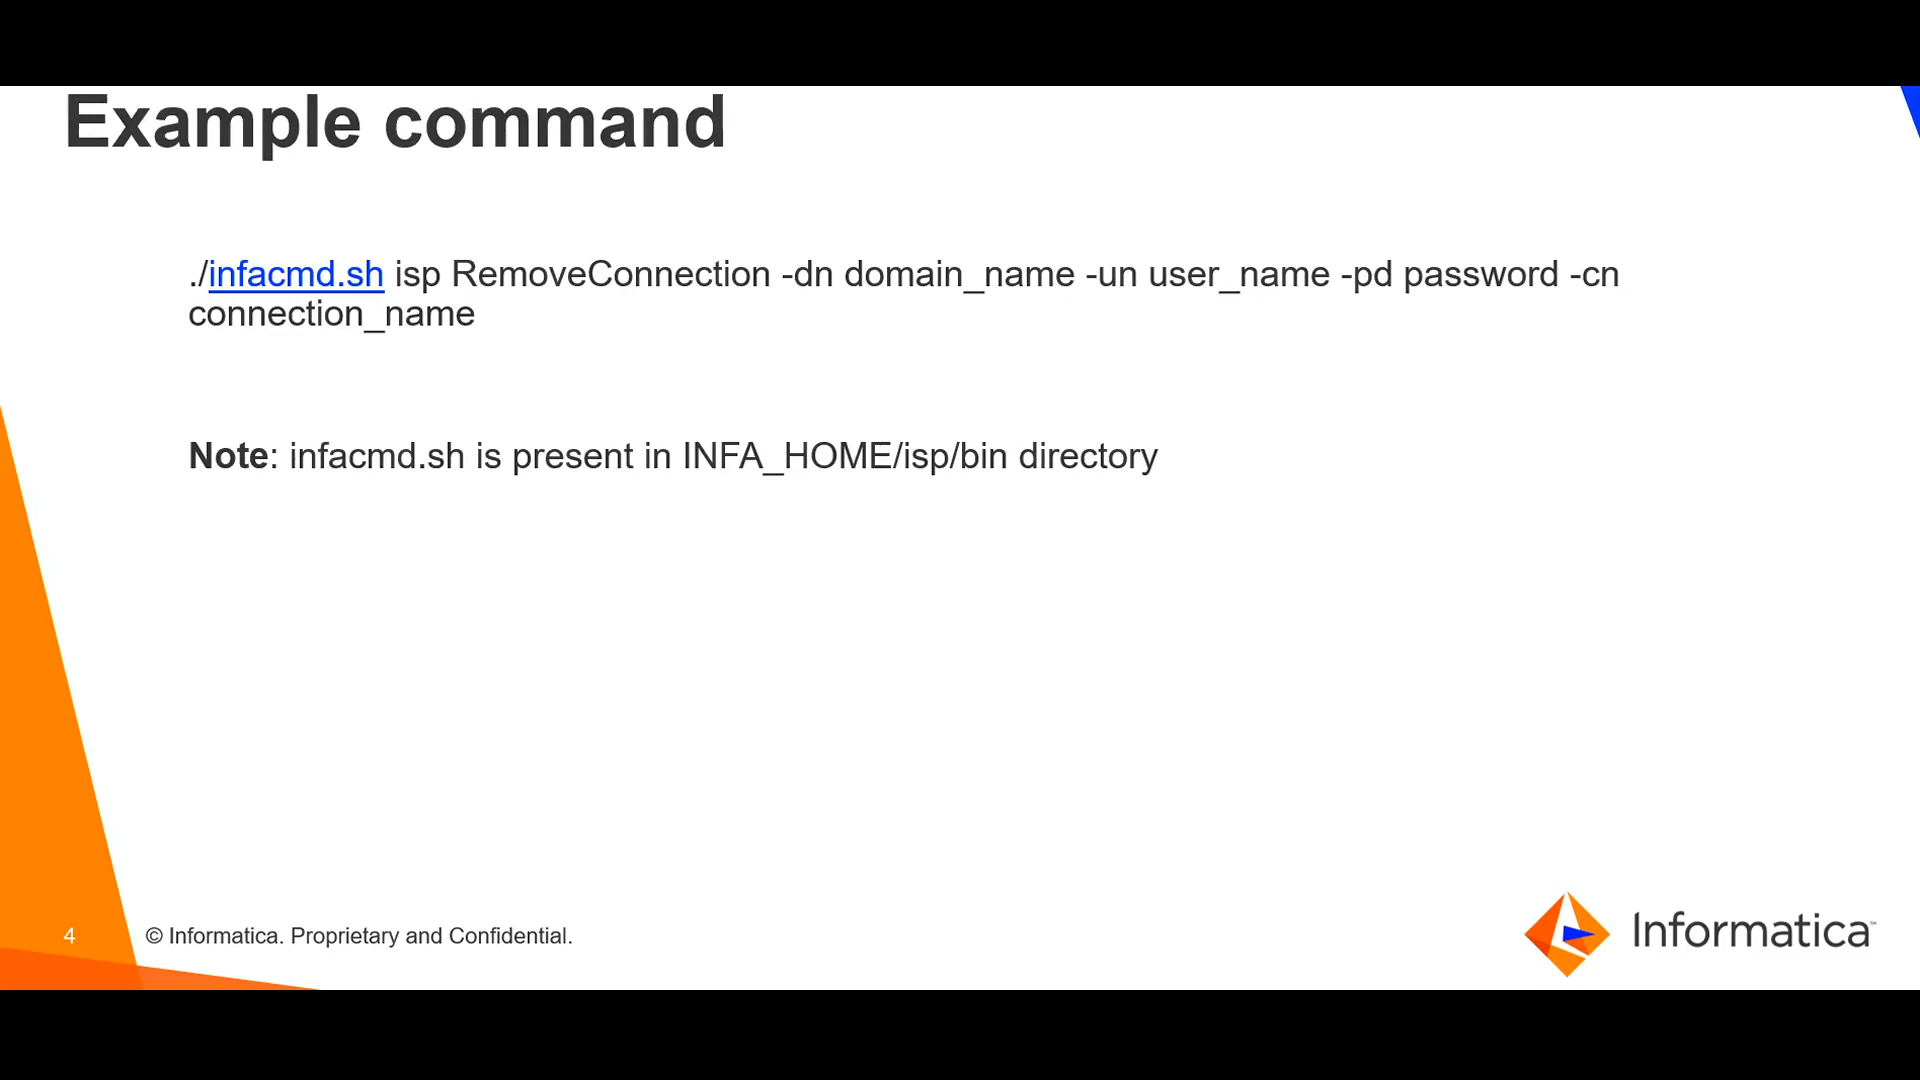 Example command
./infacmd.sh isp RemoveConnection -dn domain_name -un user_name -pd password -cn
connection_name
Note: infacmd.sh is present in INFA_HOME/isp/bin directory
4
© Informatica. Proprietary and Confidential.
Informatica™